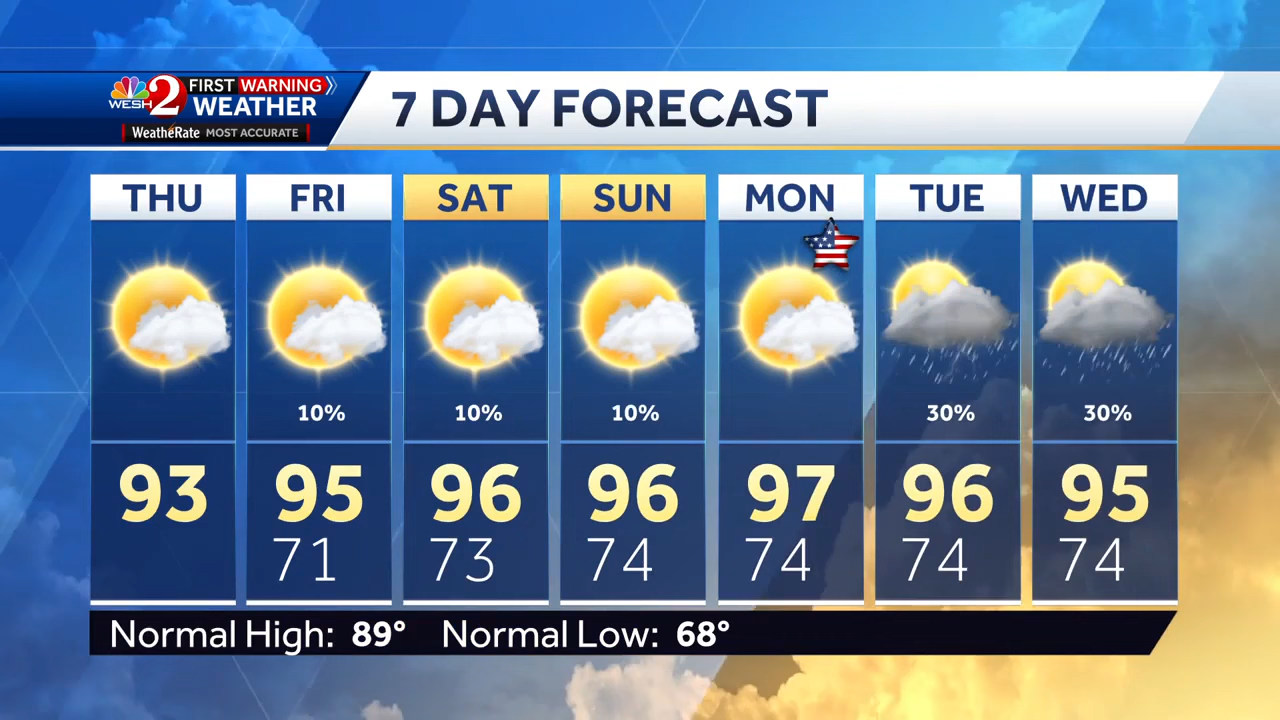 WESH 2 FIRST WARNING
WEATHER
WeatheRate MOST ACCURATE
7 DAY FORECAST
THU FRI SAT SUN MON TUE WED
10% 10% 10% 30% 30%
93 95 96 96 97 96 95
71 73 74 74 74 74
Normal High: 89° Normal Low: 68°